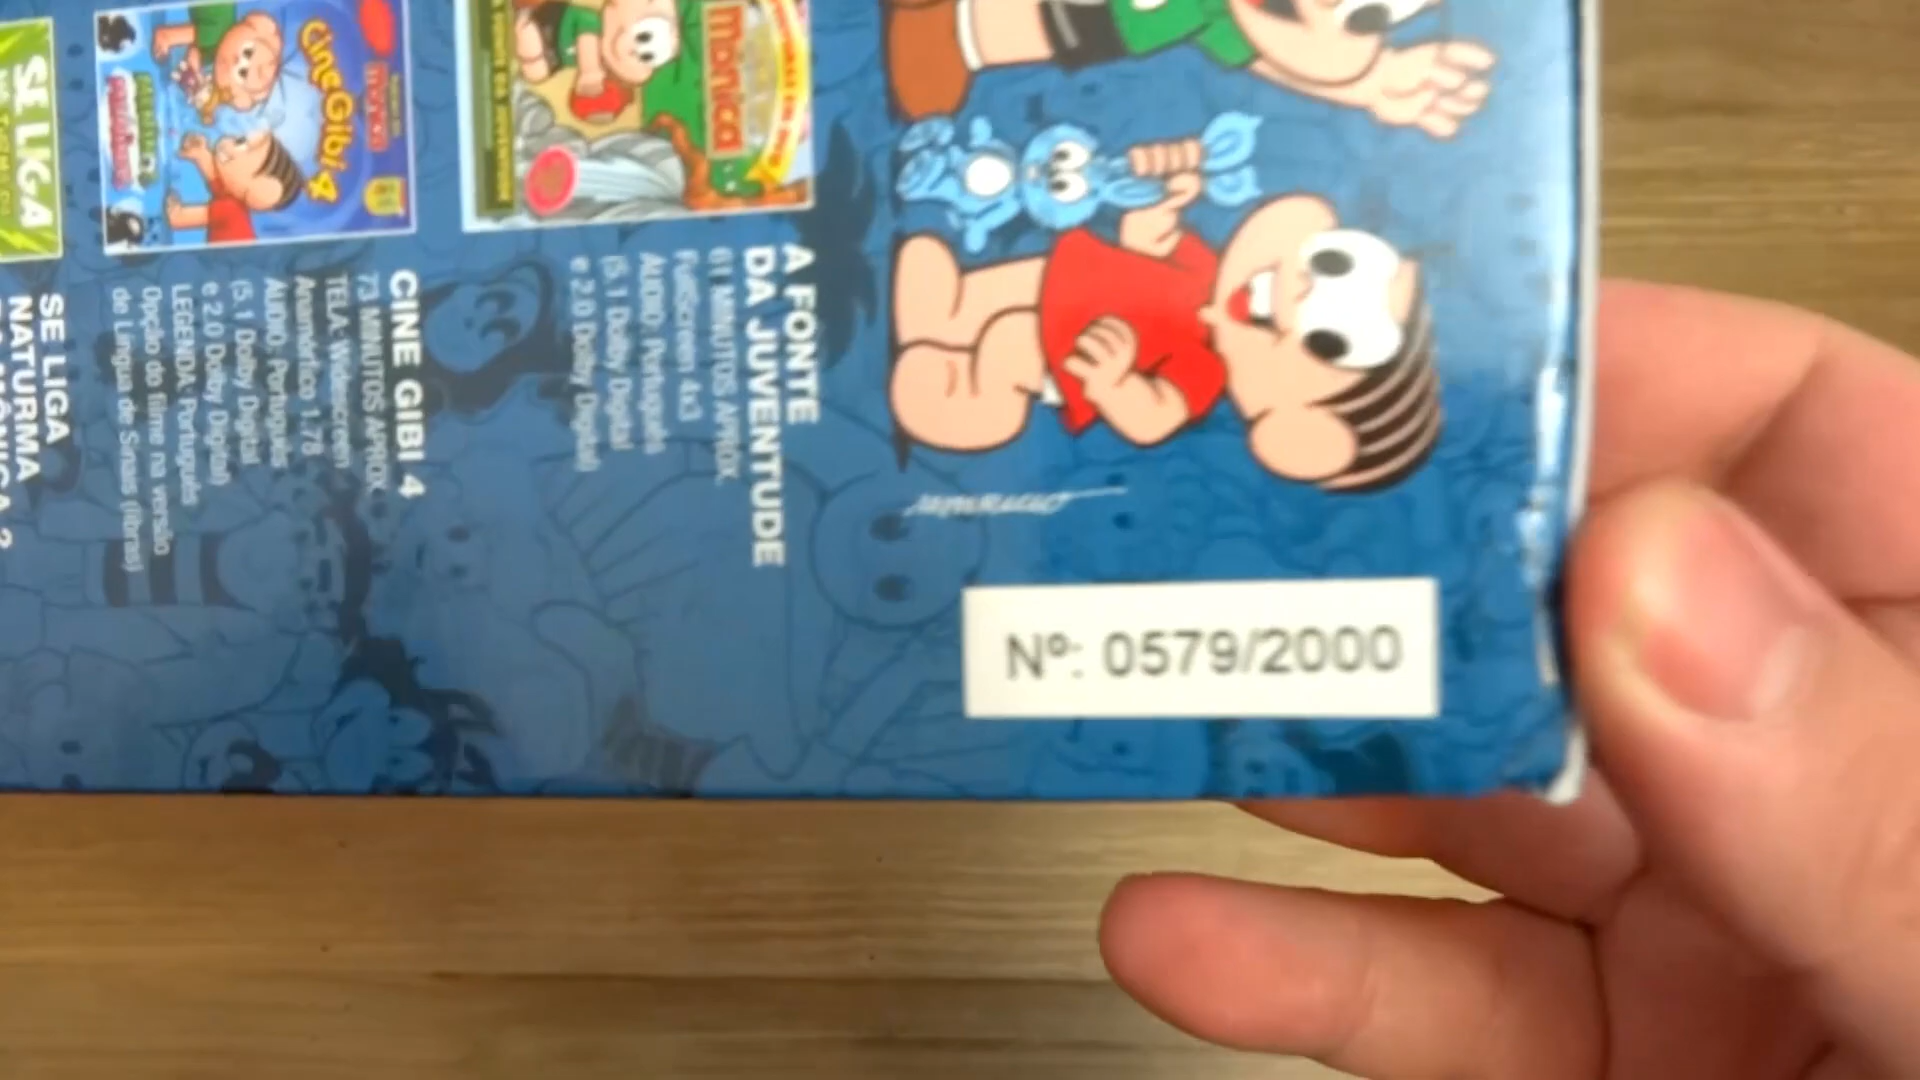 A FONTE
DA JUVENTUDE
61 MINUTOS APROX.
FullScreen 4x3
ÁUDIO: Português
(5.1 Dolby Digital
e 2.0 Dolby Digital)
Mônica
CINE GIBI 4
73 MINUTOS APROX.
TELA: Widescreen
Anamórfico 1.78
ÁUDIO: Português
(5.1 Dolby Digital
e 2.0 Dolby Digital)
LEGENDA: Português
Opção do filme na versão
de Língua de Sinais (libras)
CineGibi 4
SE LIGA
NATURMA
SE LIGA
Nº: 0579/2000